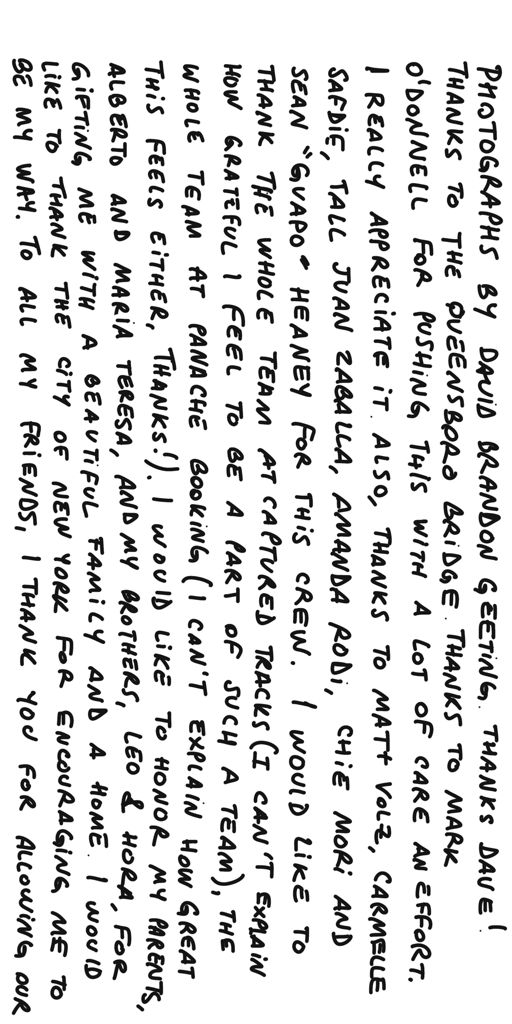 PHOTOGRAPHS BY DAVID BRANDON GEETING. THANKS DAVE!
THANKS TO THE QUEENSBORO BRIDGE. THANKS TO MARK
O'DONNELL FOR PUSHING THIS WITH A LOT OF CARE AN EFFORT.
I REALLY APPRECIATE IT. ALSO, THANKS TO MATT VOLZ, CARMELLE
SAFDIE, TALL JUAN ZABALLA, AMANDA RODI, CHIE MORI AND
SEAN "GUAPO" HEANEY FOR THIS CREW. I WOULD LIKE TO
THANK THE WHOLE TEAM AT CAPTURED TRACKS (I CAN'T EXPLAIN
HOW GRATEFUL I FEEL TO BE A PART OF SUCH A TEAM), THE
WHOLE TEAM AT PANACHE BOOKING (I CAN'T EXPLAIN HOW GREAT
THIS FEELS EITHER, THANKS!). I WOULD LIKE TO HONOR MY PARENTS,
ALBERTO AND MARIA TERESA, AND MY BROTHERS, LEO & HORA, FOR
GIFTING ME WITH A BEAUTIFUL FAMILY AND A HOME. I WOULD
LIKE TO THANK THE CITY OF NEW YORK FOR ENCOURAGING ME TO
BE MY WAY. TO ALL MY FRIENDS, I THANK YOU FOR ALLOWING OUR